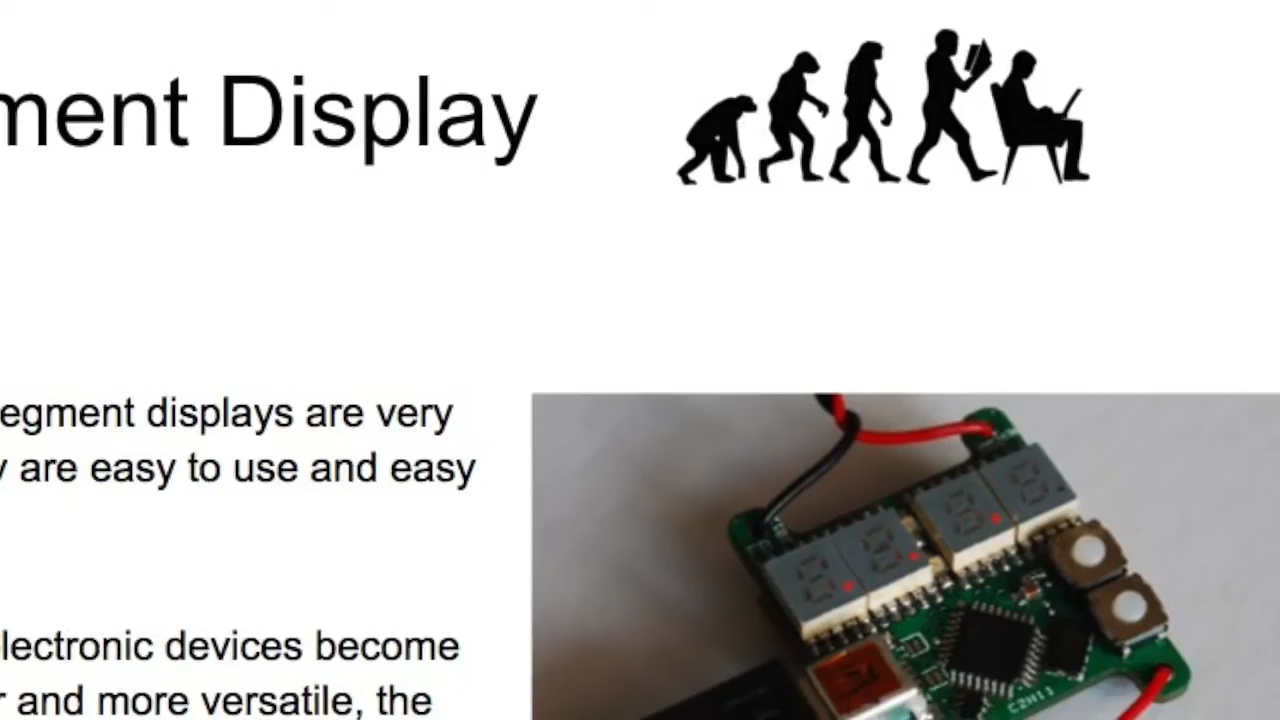 ment Display
egment displays are very
y are easy to use and easy
lectronic devices become
r and more versatile, the
C2H11